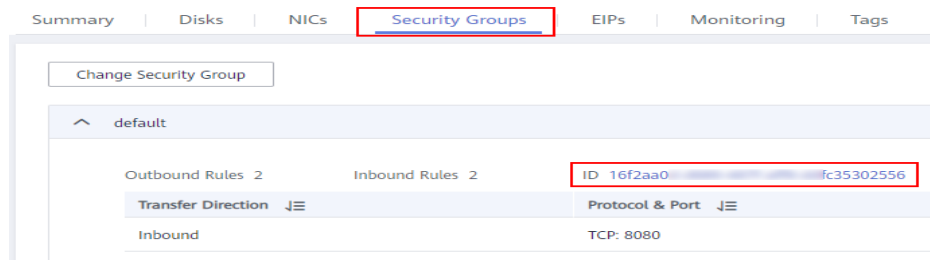 Summary Disks NICs Security Groups EIPs Monitoring Tags
Change Security Group
default
Outbound Rules 2 Inbound Rules 2 ID 16f2aa0 fc35302556
Transfer Direction Protocol & Port
Inbound TCP: 8080